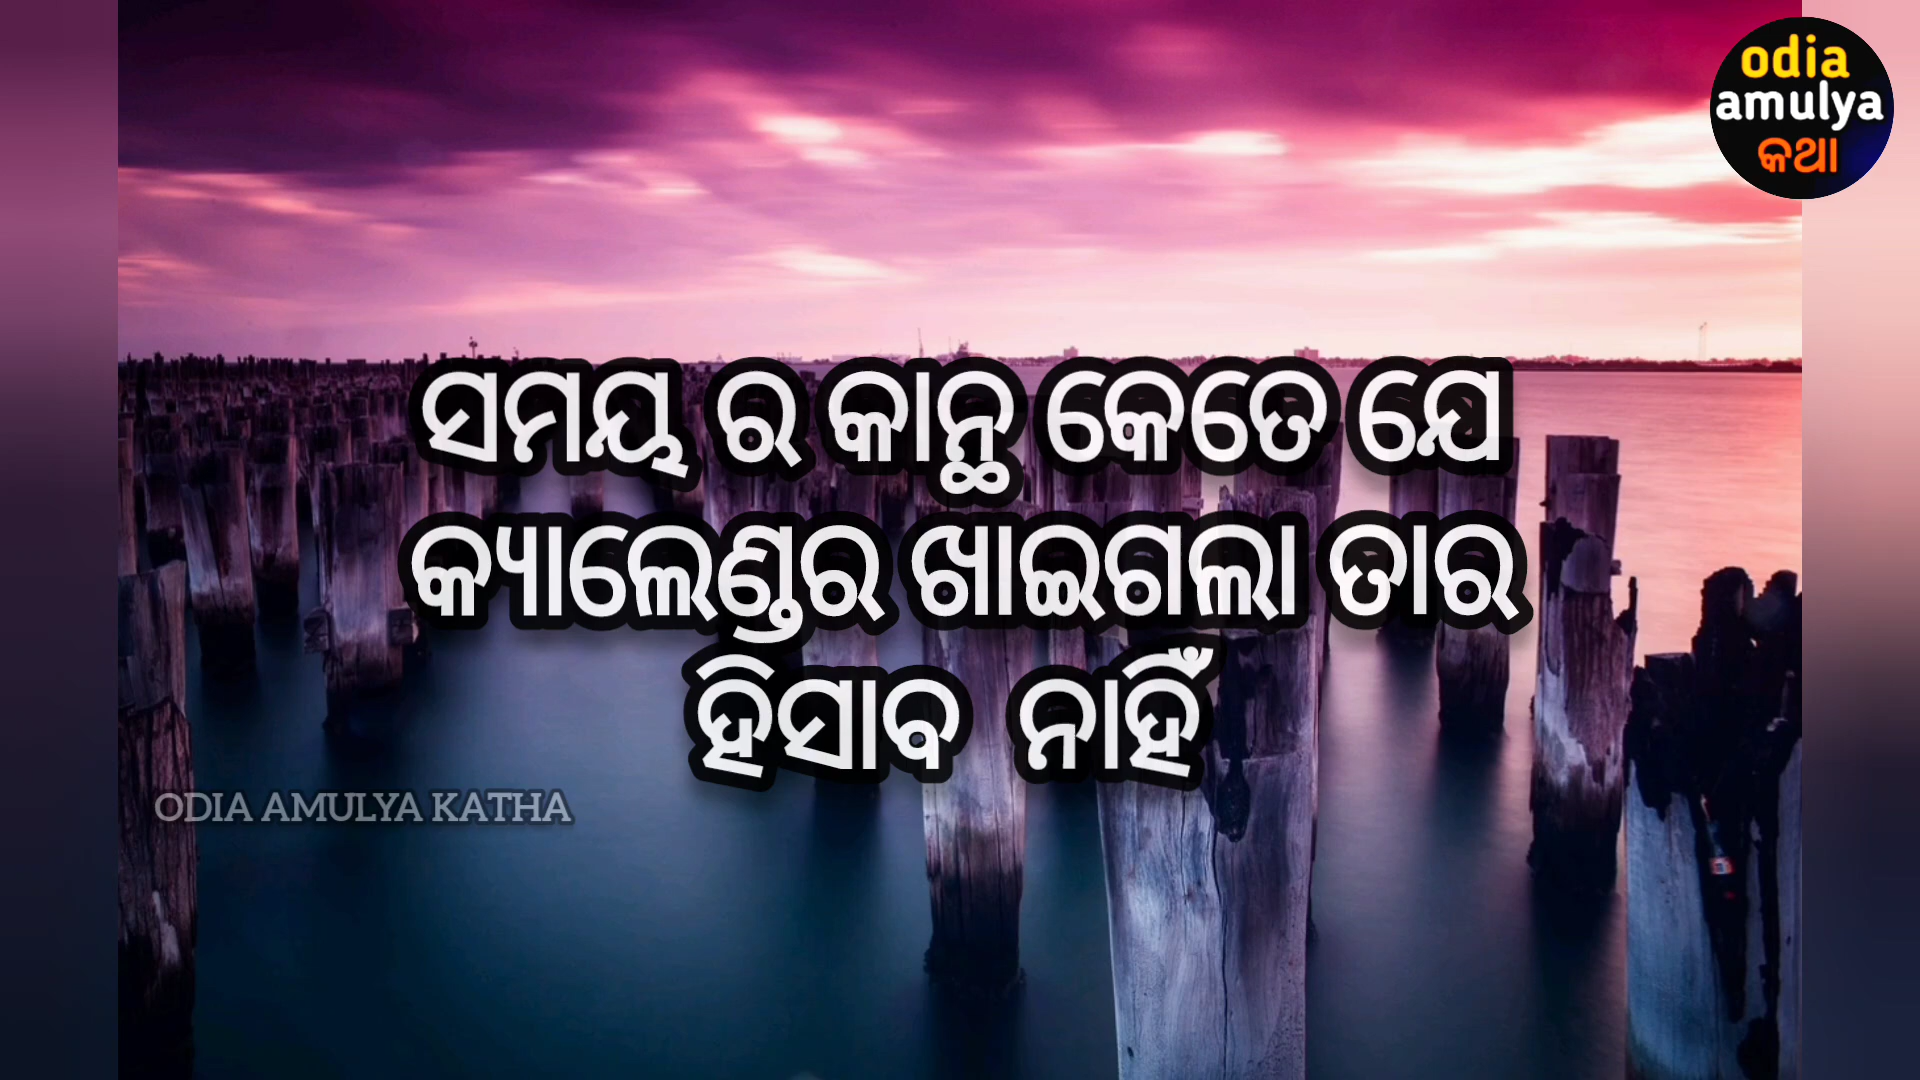 odia
amulya
କଥା
ସମୟ ର କାନ୍ଥ କେତେ ଯେ
କ୍ୟାଲେଣ୍ଡର ଖାଇଗଲା ତାର
ହିସାବ ନାହିଁ
ODIA AMULYA KATHA